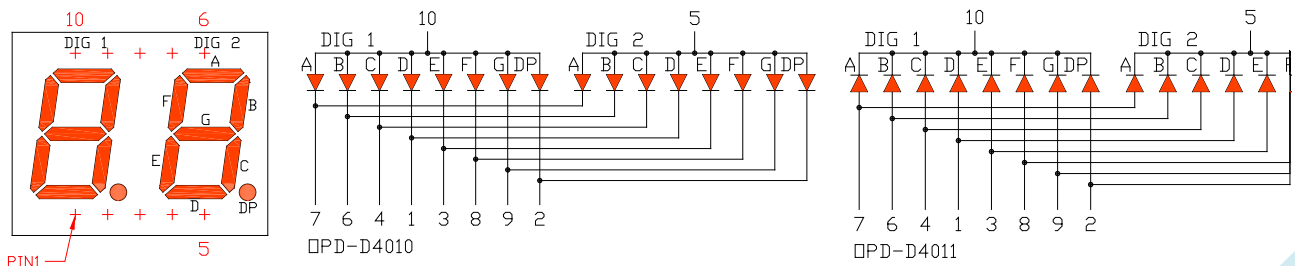 10 6
DIG 1 DIG 2
A
F B
G
E C
D DP
PIN1 5
10 5
DIG 1 DIG 2
A B C D E F G DP A B C D E F G DP
7 6 4 1 3 8 9 2
□PD-D4010
10 5
DIG 1 DIG 2
A B C D E F G DP A B C D E
7 6 4 1 3 8 9 2
□PD-D4011